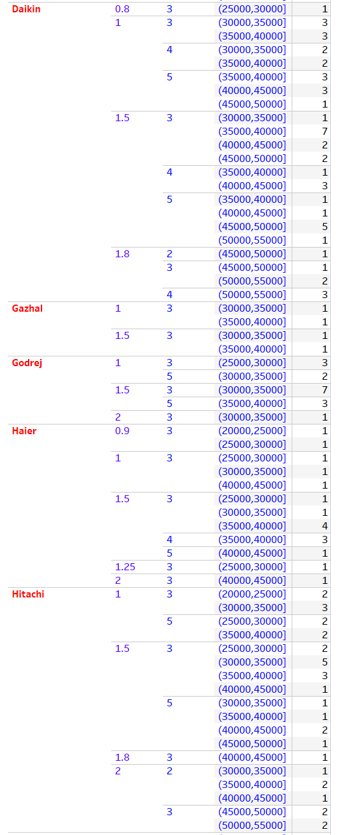 Daikin 0.8 3 (25000,30000] 1
1 3 (30000,35000] 3
(35000,40000] 3
4 (30000,35000] 2
(35000,40000] 2
5 (35000,40000] 3
(40000,45000] 3
(45000,50000] 1
1.5 3 (30000,35000] 1
(35000,40000] 7
(40000,45000] 2
(45000,50000] 2
4 (35000,40000] 1
(40000,45000] 3
5 (35000,40000] 1
(40000,45000] 1
(45000,50000] 5
(50000,55000] 1
1.8 2 (45000,50000] 1
3 (45000,50000] 1
(50000,55000] 2
4 (50000,55000] 3
Gazhal 1 3 (30000,35000] 1
(35000,40000] 1
1.5 3 (30000,35000] 1
(35000,40000] 1
Godrej 1 3 (25000,30000] 3
5 (30000,35000] 2
1.5 3 (30000,35000] 7
5 (35000,40000] 3
2 3 (30000,35000] 1
Haier 0.9 3 (20000,25000] 1
(25000,30000] 1
1 3 (25000,30000] 1
(30000,35000] 1
(40000,45000] 1
1.5 3 (25000,30000] 1
(30000,35000] 1
(35000,40000] 4
4 (35000,40000] 3
5 (40000,45000] 1
1.25 3 (25000,30000] 1
2 3 (40000,45000] 1
Hitachi 1 3 (20000,25000] 2
(30000,35000] 3
5 (25000,30000] 2
(35000,40000] 2
1.5 3 (25000,30000] 2
(30000,35000] 5
(35000,40000] 3
(40000,45000] 1
5 (30000,35000] 1
(35000,40000] 1
(40000,45000] 2
(45000,50000] 1
1.8 3 (40000,45000] 1
2 2 (30000,35000] 1
(35000,40000] 2
(40000,45000] 1
3 (45000,50000] 2
(50000,55000] 2